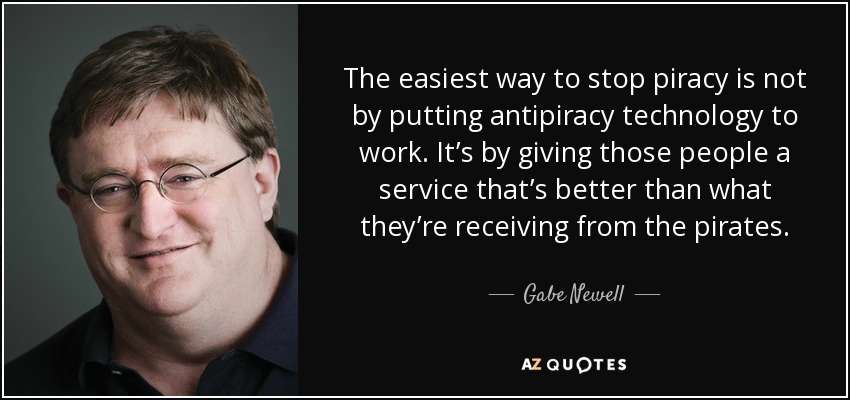 The easiest way to stop piracy is not
by putting antipiracy technology to
work. It’s by giving those people a
service that’s better than what
they’re receiving from the pirates.
Gabe Newell
AZ QUOTES